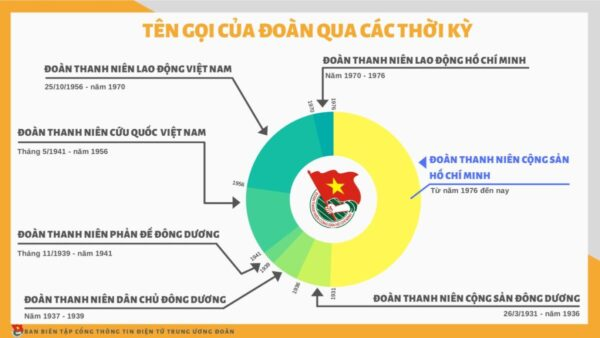 TÊN GỌI CỦA ĐOÀN QUA CÁC THỜI KỲ
ĐOÀN THANH NIÊN LAO ĐỘNG VIỆT NAM
25/10/1956 - năm 1970
ĐOÀN THANH NIÊN LAO ĐỘNG HỒ CHÍ MINH
Năm 1970 - 1976
ĐOÀN THANH NIÊN CỨU QUỐC VIỆT NAM
Tháng 5/1941 - năm 1956
ĐOÀN THANH NIÊN CỘNG SẢN
HỒ CHÍ MINH
Từ năm 1976 đến nay
ĐOÀN THANH NIÊN PHẢN ĐẾ ĐÔNG DƯƠNG
Tháng 11/1939 - năm 1941
ĐOÀN THANH NIÊN DÂN CHỦ ĐÔNG DƯƠNG
Năm 1937 - 1939
ĐOÀN THANH NIÊN CỘNG SẢN ĐÔNG DƯƠNG
26/3/1931 - năm 1936
1970
1976
1956
1941
1939
1936
1931
BAN BIÊN TẬP CỔNG THÔNG TIN ĐIỆN TỬ TRUNG ƯƠNG ĐOÀN